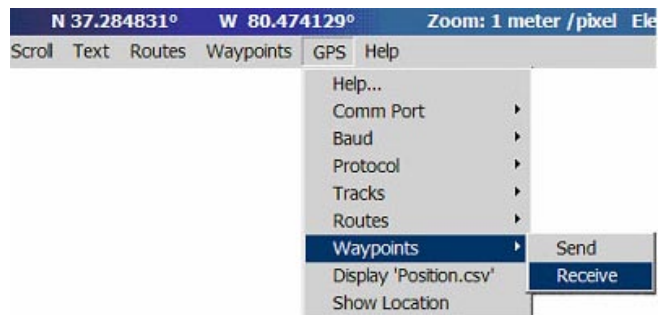 N 37.284831° W 80.474129° Zoom: 1 meter /pixel Ele
Scroll Text Routes Waypoints GPS Help
Help...
Comm Port
Baud
Protocol
Tracks
Routes
Waypoints Send
Display 'Position.csv' Receive
Show Location